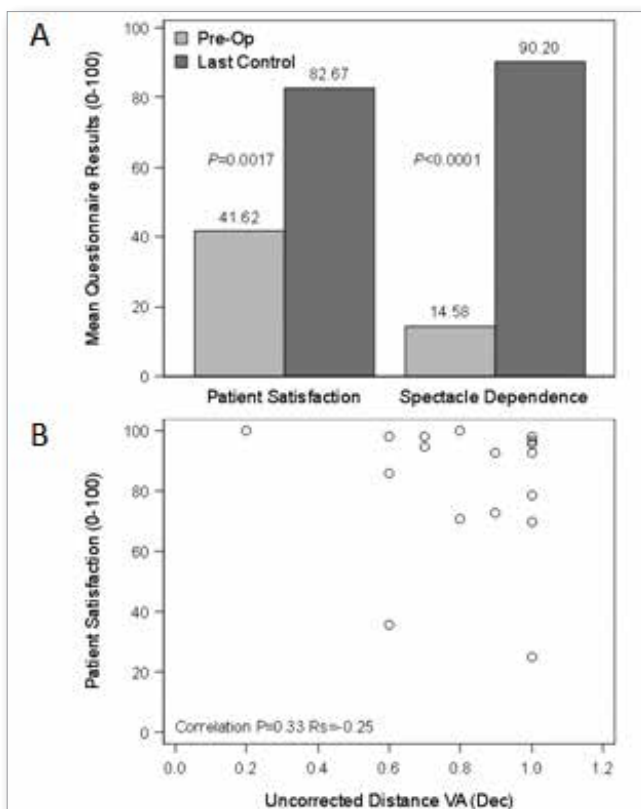 A
Pre-Op
Last Control
100
80
60
40
20
0
Mean Questionnaire Results (0-100)
41.62
82.67
P=0.0017
14.58
90.20
P<0.0001
Patient Satisfaction
Spectacle Dependence
B
100
80
60
40
20
0
Patient Satisfaction (0-100)
Correlation P=0.33 Rs=-0.25
0.0 0.2 0.4 0.6 0.8 1.0 1.2
Uncorrected Distance VA (Dec)